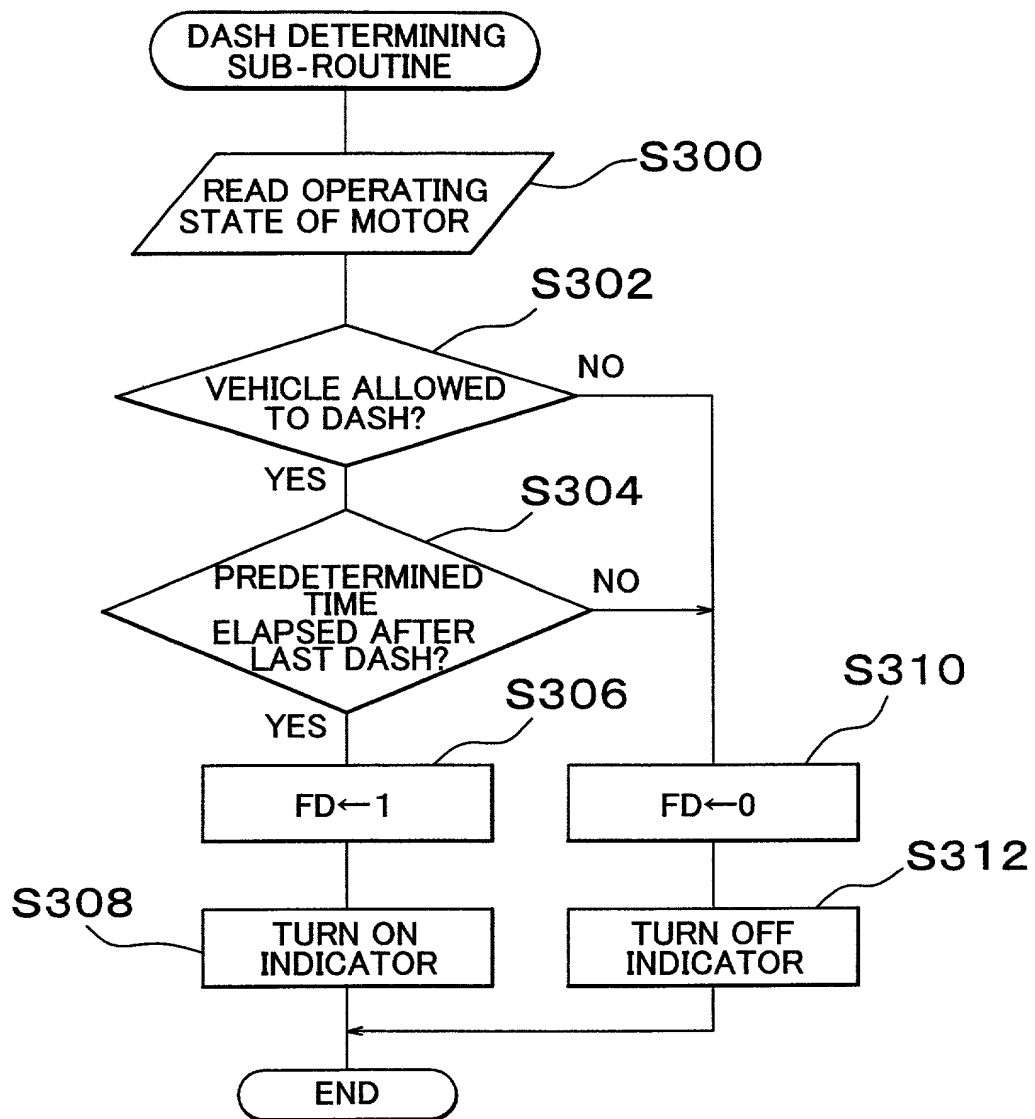 DASH DETERMINING
SUB-ROUTINE
S300
READ OPERATING
STATE OF MOTOR
S302
VEHICLE ALLOWED
TO DASH?
NO
YES
S304
PREDETERMINED
TIME
ELAPSED AFTER
LAST DASH?
NO
YES
S306
S310
FD←1
FD←0
S308
S312
TURN ON
INDICATOR
TURN OFF
INDICATOR
END